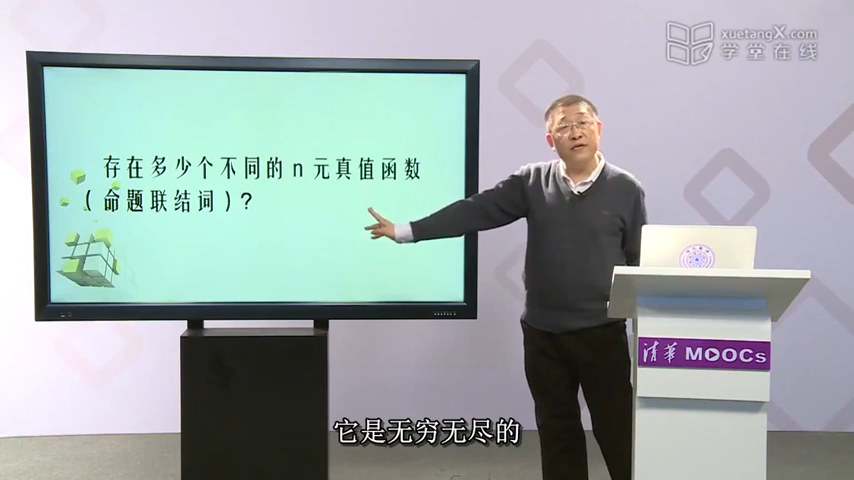 xuetangX.com
学堂在线
存在多少个不同的n元真值函数
(命题联结词)?
清华 MOOCs
它是无穷无尽的